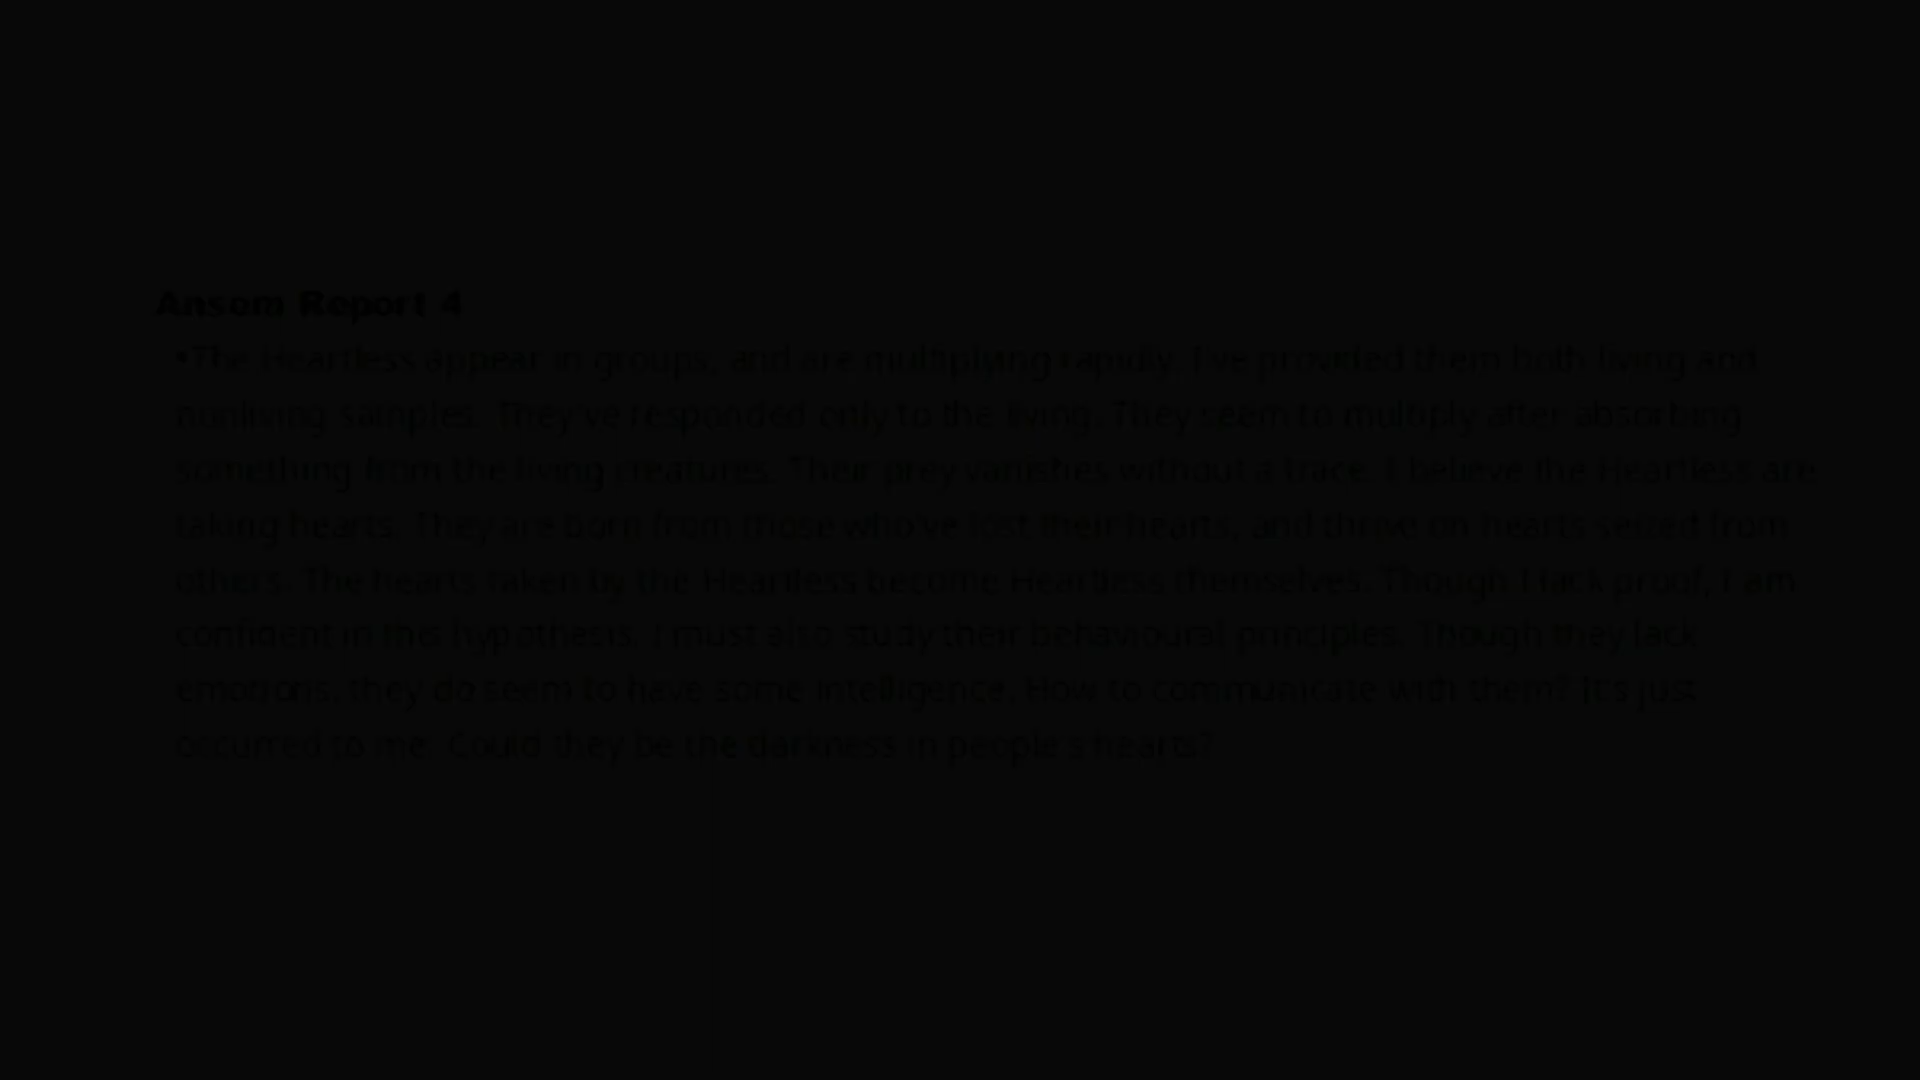 Ansem Report 4
•The Heartless appear in groups, and are multiplying rapidly. I've provided them both living and
nonliving samples. They've responded only to the living. They seem to multiply after absorbing
something from the living creatures. Their prey vanishes without a trace. I believe the Heartless are
taking hearts. They are born from those who've lost their hearts, and thrive on hearts seized from
others. The hearts taken by the Heartless become Heartless themselves. Though I lack proof, I am
confident in this hypothesis. I must also study their behavioural principles. Though they lack
emotions, they do seem to have some intelligence. How to communicate with them? It's just
occurred to me: Could they be the darkness in people's hearts?